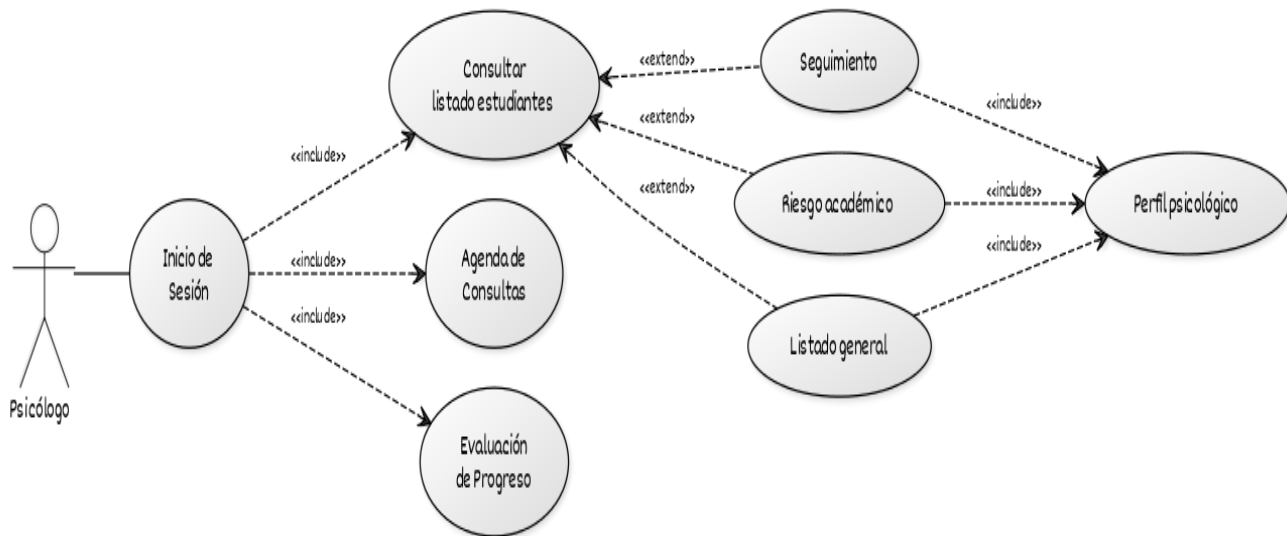 Consultar
listado estudiantes
«extend»
Seguimiento
«include»
«extend»
«include»
«extend»
Riesgo académico
«include»
Perfil psicológico
«include»
Inicio de
Sesión
«include»
Agenda de
Consultas
Listado general
«include»
Psicólogo
Evaluación
de Progreso